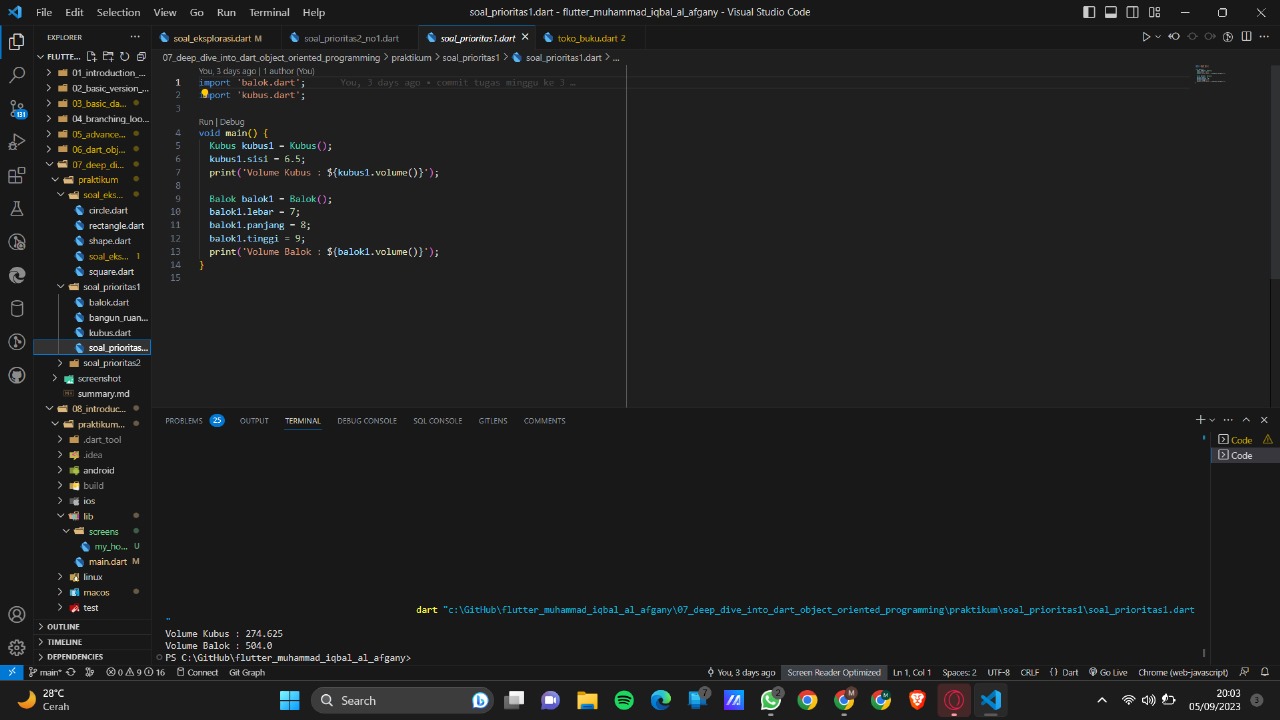 File Edit Selection View Go Run Terminal Help
soal_prioritas1.dart - flutter_muhammad_iqbal_al_afgany - Visual Studio Code
EXPLORER
soal_eksplorasi.dart M
soal_prioritas2_no1.dart
soal_prioritas1.dart
toko_buku.dart 2
FLUTTE...
07_deep_dive_into_dart_object_oriented_programming > praktikum > soal_prioritas1 > soal_prioritas1.dart > ...
01_introduction_...
02_basic_version_...
03_basic_da...
04_branching_loo...
05_advance...
06_dart_obj...
07_deep_di...
praktikum
soal_eks...
circle.dart
rectangle.dart
shape.dart
soal_eks... 1
square.dart
soal_prioritas1
balok.dart
bangun_ruan...
kubus.dart
soal_prioritas...
soal_prioritas2
screenshot
summary.md
08_introduc...
praktikum...
.dart_tool
.idea
android
build
ios
lib
screens
my_ho... U
main.dart M
linux
macos
test
OUTLINE
TIMELINE
DEPENDENCIES
131
You, 3 days ago | 1 author (You)
1 import 'balok.dart'; You, 3 days ago • commit tugas minggu ke 3 …
2 import 'kubus.dart';
3
Run | Debug
4 void main() {
5 Kubus kubus1 = Kubus();
6 kubus1.sisi = 6.5;
7 print('Volume Kubus : ${kubus1.volume()}');
8
9 Balok balok1 = Balok();
10 balok1.lebar = 7;
11 balok1.panjang = 8;
12 balok1.tinggi = 9;
13 print('Volume Balok : ${balok1.volume()}');
14 }
15
PROBLEMS 25 OUTPUT TERMINAL DEBUG CONSOLE SQL CONSOLE GITLENS COMMENTS
Code
Code
dart "c:\GitHub\flutter_muhammad_iqbal_al_afgany\07_deep_dive_into_dart_object_oriented_programming\praktikum\soal_prioritas1\soal_prioritas1.dart
"
Volume Kubus : 274.625
Volume Balok : 504.0
PS C:\GitHub\flutter_muhammad_iqbal_al_afgany>
main* 0 9 16 Connect Git Graph You, 3 days ago Screen Reader Optimized Ln 1, Col 1 Spaces: 2 UTF-8 CRLF {} Dart Go Live Chrome (web-javascript)
28°C
Cerah
Search
7
2
M
M
20:03
05/09/2023
3